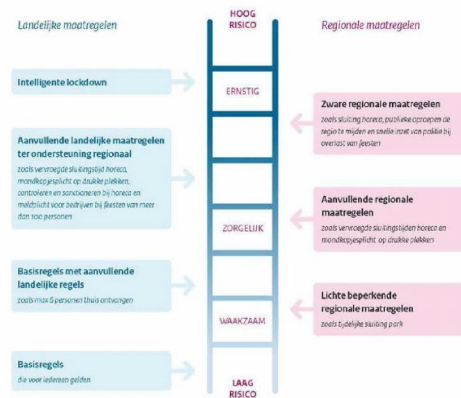 Landelijke maatregelen
HOOG
RISICO
Regionale maatregelen
Intelligente lockdown
ERNSTIG
Zware regionale maatregelen
zoals sluiting horeca, publieke oproepen de
regio te mijden en snelle inzet van politie bij
overlast van feesten
Aanvullende landelijke maatregelen
ter ondersteuning regionaal
zoals vervroegde sluitingstijd horeca,
mondkapjesplicht op drukke plekken,
controleren en sanctioneren bij horeca en
meldplicht voor bedrijven bij feesten van meer
dan 100 personen
ZORGELIJK
Aanvullende regionale
maatregelen
zoals vervroegde sluitingstijden horeca en
mondkapjesplicht op drukke plekken
Basisregels met aanvullende
landelijke regels
zoals max 6 personen thuis ontvangen
WAAKZAAM
Lichte beperkende
regionale maatregelen
zoals tijdelijke sluiting park
Basisregels
die voor iedereen gelden
LAAG
RISICO